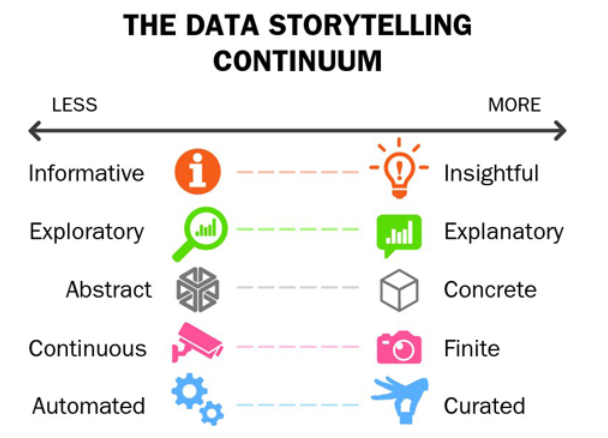 THE DATA STORYTELLING
CONTINUUM
LESS MORE
Informative Insightful
Exploratory Explanatory
Abstract Concrete
Continuous Finite
Automated Curated